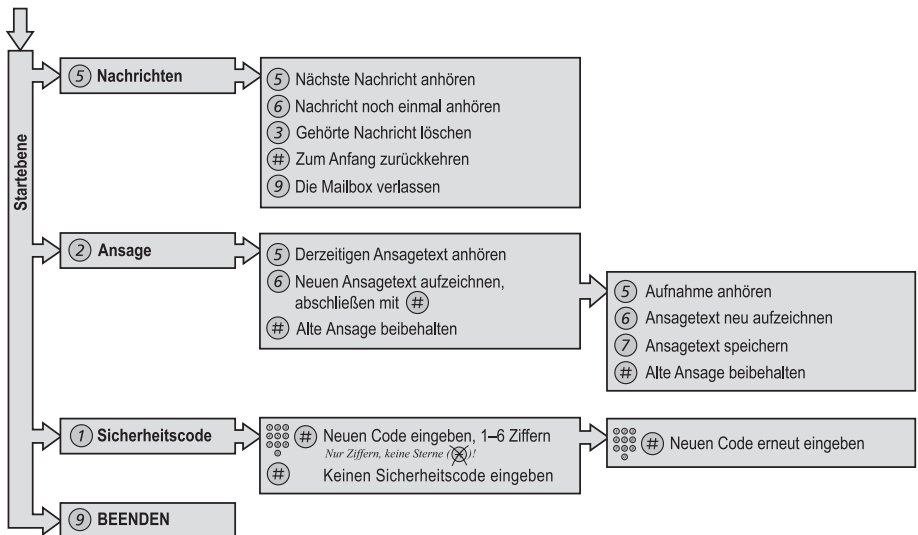 Startebene
5 Nachrichten
5 Nächste Nachricht anhören
6 Nachricht noch einmal anhören
3 Gehörte Nachricht löschen
# Zum Anfang zurückkehren
9 Die Mailbox verlassen
2 Ansage
5 Derzeitigen Ansagetext anhören
6 Neuen Ansagetext aufzeichnen,
abschließen mit #
# Alte Ansage beibehalten
5 Aufnahme anhören
6 Ansagetext neu aufzeichnen
7 Ansagetext speichern
# Alte Ansage beibehalten
1 Sicherheitscode
# Neuen Code eingeben, 1–6 Ziffern
Nur Ziffern, keine Sterne (*)!
# Keinen Sicherheitscode eingeben
# Neuen Code erneut eingeben
9 BEENDEN